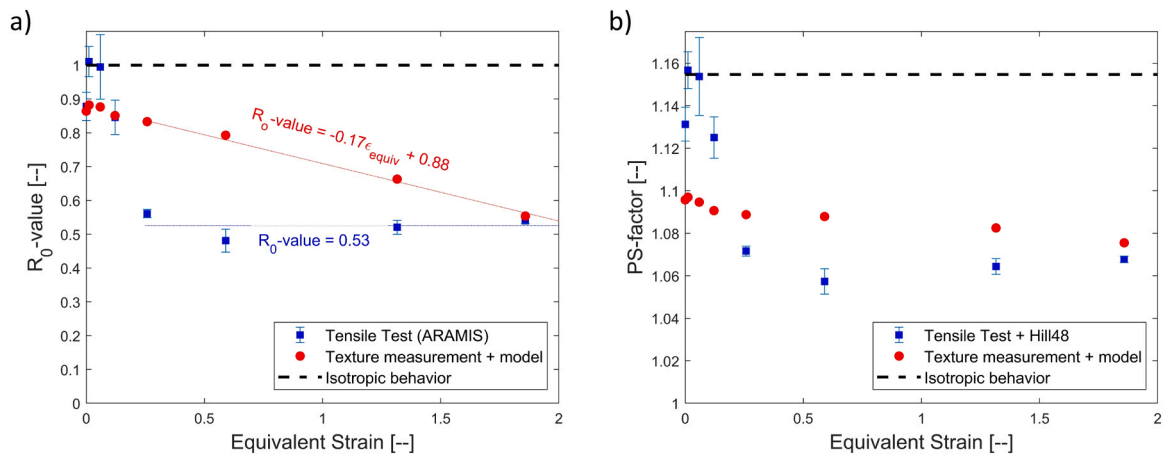 a)
R₀-value [--]
1
0.9
0.8
0.7
0.6
0.5
0.4
0.3
0.2
0.1
0
R₀-value = -0.17ϵ_equiv + 0.88
R₀-value = 0.53
Tensile Test (ARAMIS)
Texture measurement + model
Isotropic behavior
0 0.5 1 1.5 2
Equivalent Strain [--]
b)
PS-factor [--]
1.16
1.14
1.12
1.1
1.08
1.06
1.04
1.02
1
Tensile Test + Hill48
Texture measurement + model
Isotropic behavior
0 0.5 1 1.5 2
Equivalent Strain [--]